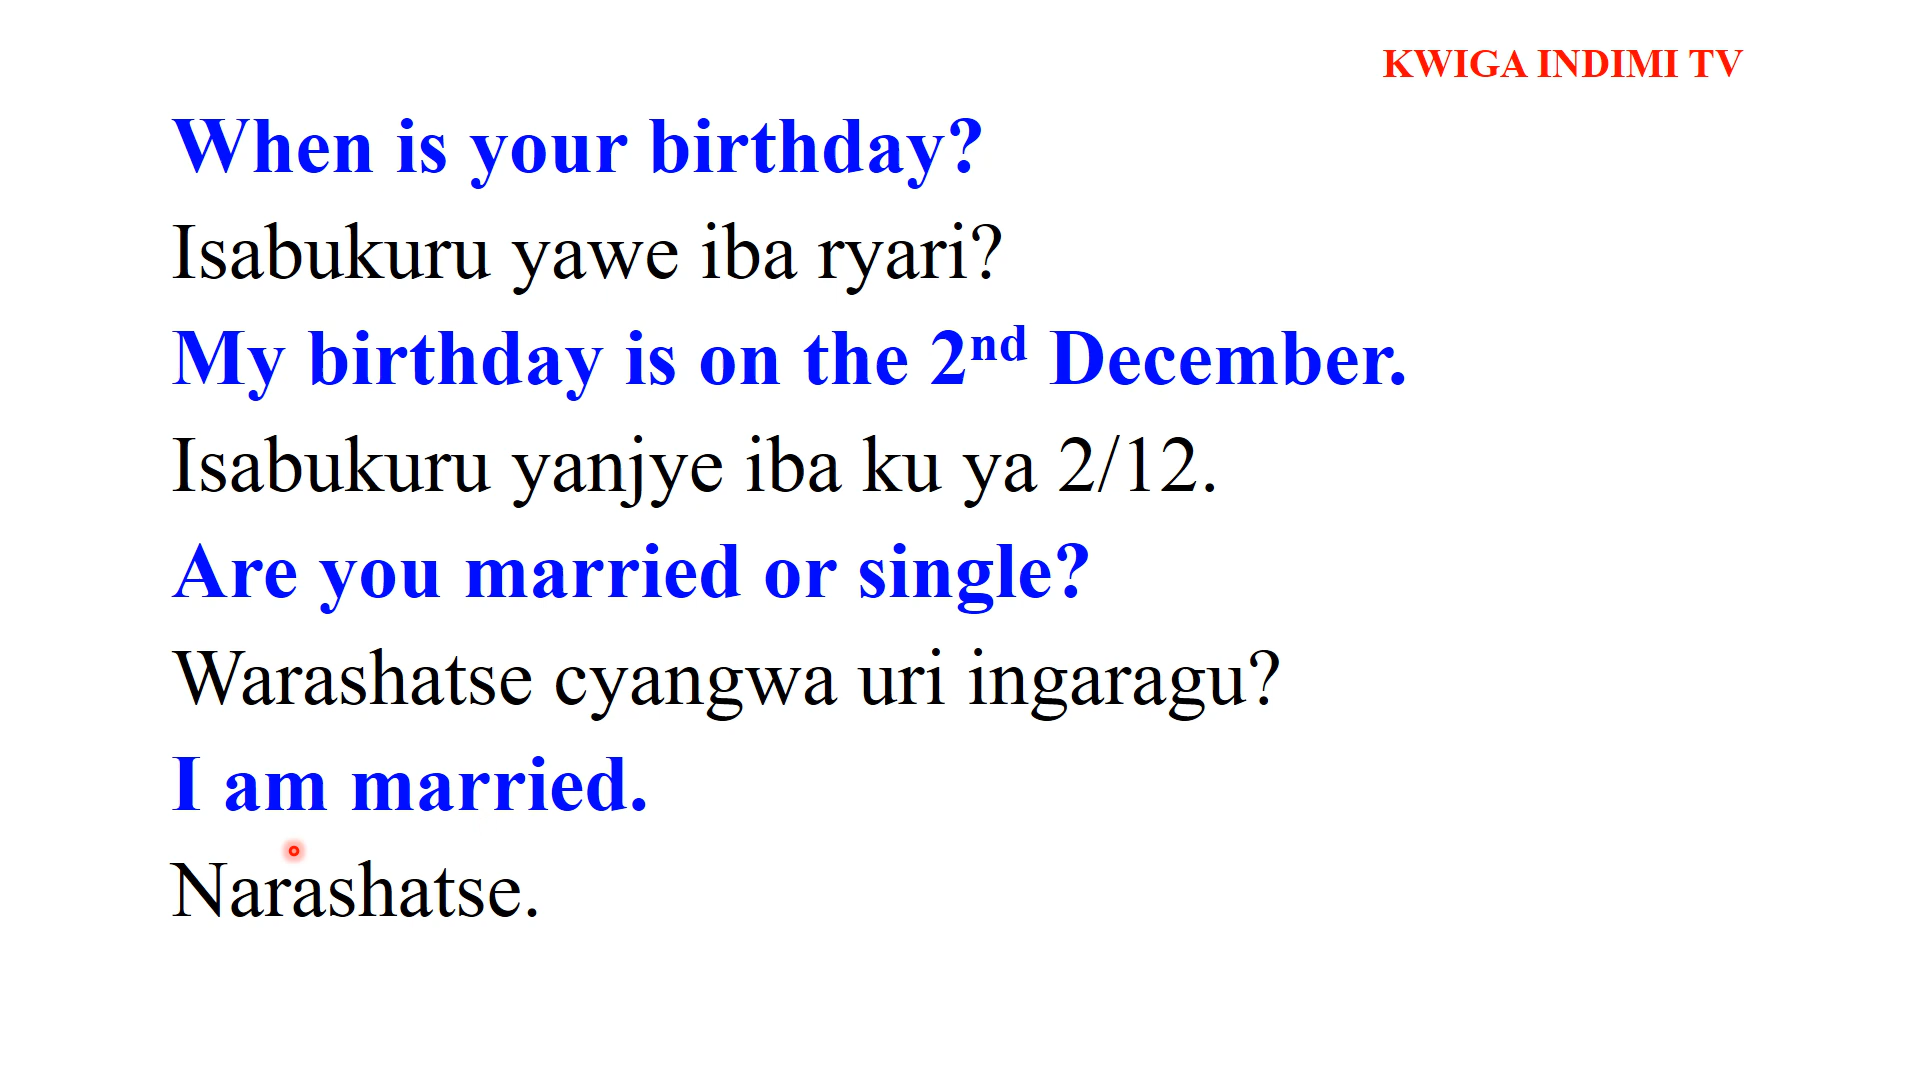 KWIGA INDIMI TV
When is your birthday?
Isabukuru yawe iba ryari?
My birthday is on the 2nd December.
Isabukuru yanjye iba ku ya 2/12.
Are you married or single?
Warashatse cyangwa uri ingaragu?
I am married.
Narashatse.